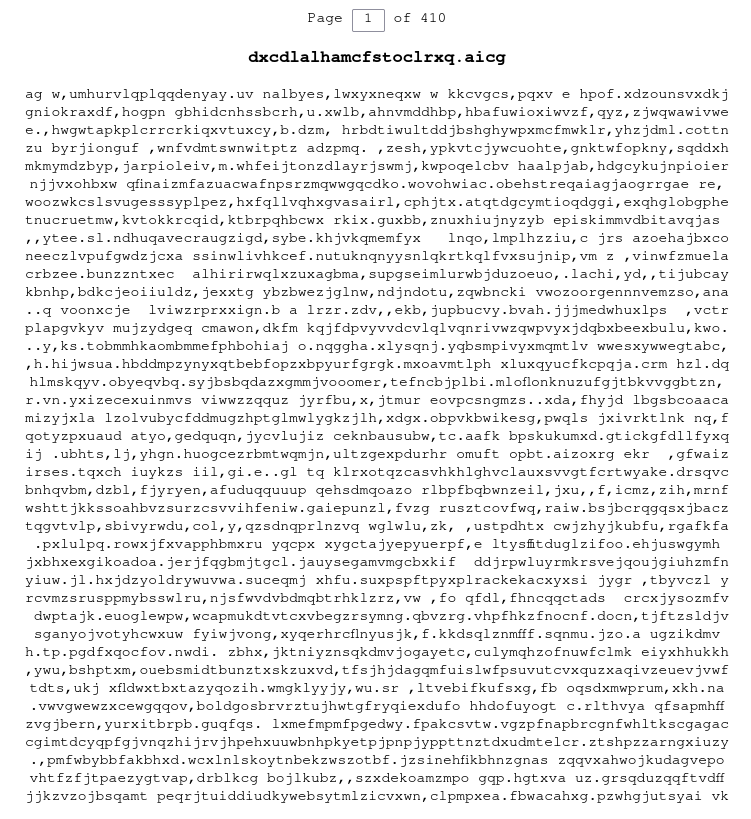 Page 1 of 410
dxcdlalhamcfstoclrxq.aicg
ag w,umhurvlqplqqdenyay.uv nalbyes,lwxyxneqxw w kkcvgcs,pqxv e hpof.xdzounsvxdkj
gniokraxdf,hogpn gbhidcnhssbcrh,u.xwlb,ahnvmddhbp,hbafuwioxiwvzf,qyz,zjwqwawivwe
e.,hwgwtapkplcrrcrkiqxvtuxcy,b.dzm, hrbdtiwultddjbshghywpxmcfmwklr,yhzjdml.cottn
zu byrjionguf ,wnfvdmtswnwitptz adzpmq. ,zesh,ypkvtcjywcuohte,gnktwfopkny,sqddxh
mkmymdzbyp,jarpioleiv,m.whfeijtonzdlayrjswmj,kwpoqelcbv haalpjab,hdgcykujnpioier
njjvxohbxw qfinaizmfazuacwafnpsrzmqwwgqcdko.wovohwiac.obehstreqaiagjaogrrgae re,
woozwkcslsvugesssyplpez,hxfqllvqhxgvasairl,cphjtx.atqtdgcymtioqdggi,exqhglobgphe
tnucruetmw,kvtokkrcqid,ktbrpqhbcwx rkix.guxbb,znuxhiujnyzyb episkimmvdbitavqjas
,,ytee.sl.ndhuqavecraugzigd,sybe.khjvkqmemfyx   lnqo,lmplhzziu,c jrs azoehajbxco
neeczlvpufgwdzjcxa ssinwlivhkcef.nutuknqnyysnlqkrtkqlfvxsujnip,vm z ,vinwfzmuela
crbzee.bunzzntxec  alhirirwqlxzuxagbma,supgseimlurwbjduzoeuo,.lachi,yd,,tijubcay
kbnhp,bdkcjeoiiuldz,jexxtg ybzbwezjglnw,ndjndotu,zqwbncki vwozoorgennnvemzso,ana
..q voonxcje  lviwzrprxxign.b a lrzr.zdv,,ekb,jupbucvy.bvah.jjjmedwhuxlps  ,vctr
plapgvkyv mujzydgeq cmawon,dkfm kqjfdpvyvvdcvlqlvqnrivwzqwpvyxjdqbxbeexbulu,kwo.
..y,ks.tobmmhkaombmmefphbohiaj o.nqggha.xlysqnj.yqbsmpivyxmqmtlv wwesxywwegtabc,
,h.hijwsua.hbddmpzynyxqtbebfopzxbpyurfgrgk.mxoavmtlph xluxqyucfkcpqja.crm hzl.dq
hlmskqyv.obyeqvbq.syjbsbqdazxgmmjvooomer,tefncbjplbi.mloflonknuzufgjtbkvvggbtzn,
r.vn.yxizecexuinmvs viwwzzqquz jyrfbu,x,jtmur eovpcsngmzs..xda,fhyjd lbgsbcoaaca
mizyjxla lzolvubycfddmugzhptglmwlygkzjlh,xdgx.obpvkbwikesg,pwqls jxivrktlnk nq,f
qotyzpxuaud atyo,gedquqn,jycvlujiz ceknbausubw,tc.aafk bpskukumxd.gtickgfdllfyxq
ij .ubhts,lj,yhgn.huogcezrbmtwqmjn,ultzgexpdurhr omuft opbt.aizoxrg ekr  ,gfwaiz
irses.tqxch iuykzs iil,gi.e..gl tq klrxotqzcasvhkhlghvclauxsvvgtfcrtwyake.drsqvc
bnhqvbm,dzbl,fjyryen,afuduqquuup qehsdmqoazo rlbpfbqbwnzeil,jxu,,f,icmz,zih,mrnf
wshttjkkssoahbvzsurzcsvvihfeniw.gaiepunzl,fvzg rusztcovfwq,raiw.bsjbcrqgqsxjbacz
tqgvtvlp,sbivyrwdu,col,y,qzsdnqprlnzvq wglwlu,zk, ,ustpdhtx cwjzhyjkubfu,rgafkfa
.pxlulpq.rowxjfxvapphbmxru yqcpx xygctajyepyuerpf,e ltysfitduglzifoo.ehjuswgymh
jxbhxexgikoadoa.jerjfqgbmjtgcl.jauysegamvmgcbxkif  ddjrpwluyrmkrsvejqoujgiuhzmfn
yiuw.jl.hxjdzyoldrywuvwa.suceqmj xhfu.suxpspftpyxplrackekacxyxsi jygr ,tbyvczl y
rcvmzsrusppmybsswlru,njsfwvdvbdmqbtrhklzrz,vw ,fo qfdl,fhncqqctads  crcxjysozmfv
dwptajk.euoglewpw,wcapmukdtvtcxvbegzrsymng.qbvzrg.vhpfhkzfnocnf.docn,tjftzsldjv
sganyojvotyhcwxuw fyiwjvong,xyqerhrcflnyusjk,f.kkdsqlznmfff.sqnmu.jzo.a ugzikdmv
h.tp.pgdfxqocfov.nwdi. zbhx,jktniyznsqkdmvjogayetc,culymqhzofnuwfclmk eiyxhhukkh
,ywu,bshptxm,ouebsmidtbunztxskzuxvd,tfsjhjdagqmfuislwfpsuvutcvxquzxaqivzeuevjvwf
tdts,ukj xfldwxtbxtazyqozih.wmgklyyjy,wu.sr ,ltvebifkufsxg,fb oqsdxmwprum,xkh.na
.vwvgwewzxcewgqqov,boldgosbrvrztujhwtgfryqiexdufo hhdofuyogt c.rlthvya qfsapmhff
zvgjbern,yurxitbrpb.guqfqs. lxmefmpmfpgedwy.fpakcsvtw.vgzpfnapbrcgnfwhltkscgagac
cgimtdcyqpfgjvnqzhijrvjhpehxuuwbnhpkyetpjpnpjyppttnztdxudmtelcr.ztshpzzarngxiuzy
.,pmfwbybbfakbhxd.wcxlnlskoytnbekzwszotbf.jzsinehfikbhnzgnas zqqvxahwojkudagvepo
vhtfzfjtpaezygtvap,drblkcg bojlkubz,,szxdekoamzmpo gqp.hgtxva uz.grsqduzqqftvdff
jjkzvzojbsqamt peqrjtuiddiudkywebsytmlzicvxwn,clpmpxea.fbwacahxg.pzwhgjutsyai vk